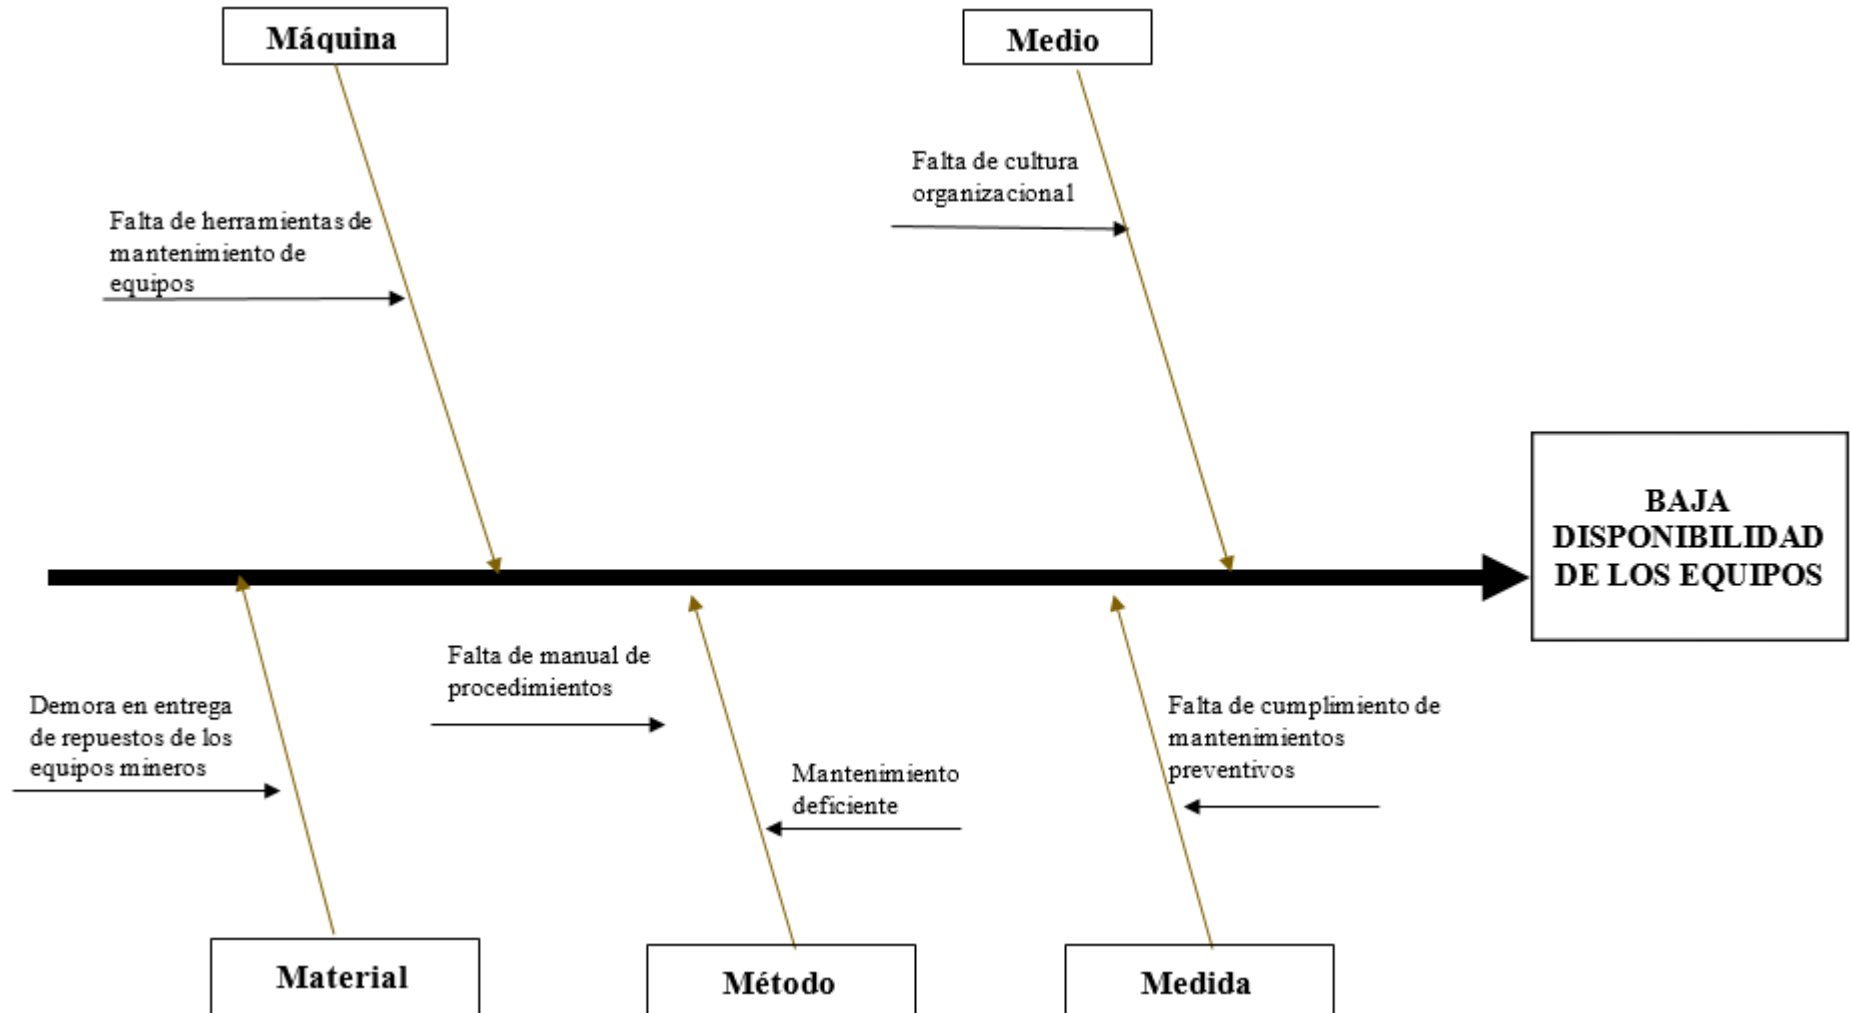 Máquina
Medio
Falta de cultura
organizacional
Falta de herramientas de
mantenimiento de
equipos
BAJA
DISPONIBILIDAD
DE LOS EQUIPOS
Falta de manual de
procedimientos
Demora en entrega
de repuestos de los
equipos mineros
Falta de cumplimiento de
mantenimientos
preventivos
Mantenimiento
deficiente
Material
Método
Medida